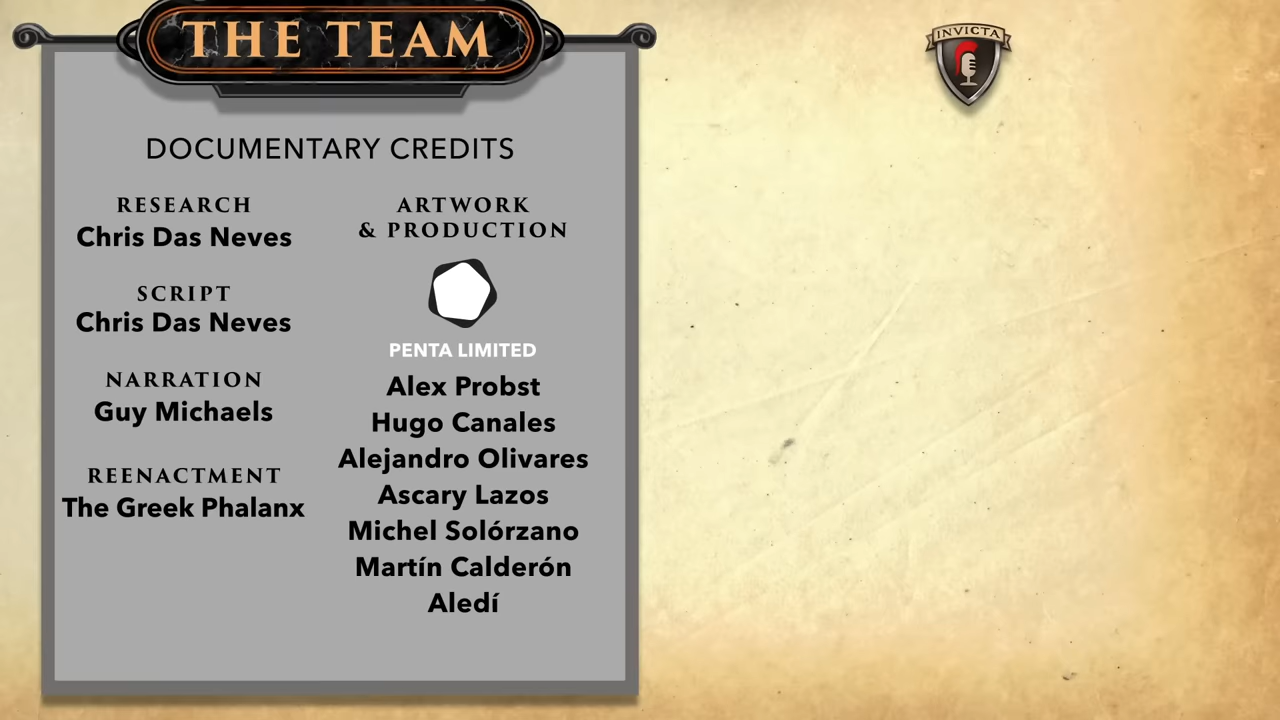 THE TEAM
INVICTA
DOCUMENTARY CREDITS
RESEARCH
Chris Das Neves
SCRIPT
Chris Das Neves
NARRATION
Guy Michaels
REENACTMENT
The Greek Phalanx
ARTWORK
& PRODUCTION
PENTA LIMITED
Alex Probst
Hugo Canales
Alejandro Olivares
Ascary Lazos
Michel Solórzano
Martín Calderón
Aledí